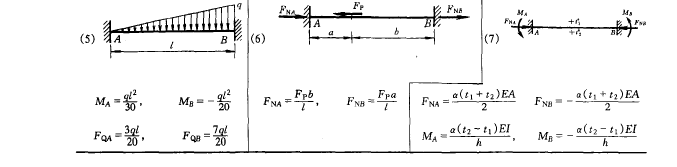 (5) A B q l
(6) F_NA F_P A B F_NB a b
(7) M_A F_NA A +t₁ +t₂ B M_B F_NB
M_A = ql²/30, M_B = -ql²/20
F_QA = 3ql/20, F_QB = 7ql/20
F_NA = F_P b/l, F_NB = F_P a/l
F_NA = α(t₁ + t₂)EA/2 F_NB = -α(t₁ + t₂)EA/2
M_A = α(t₂ - t₁)EI/h M_B = -α(t₂ - t₁)EI/h